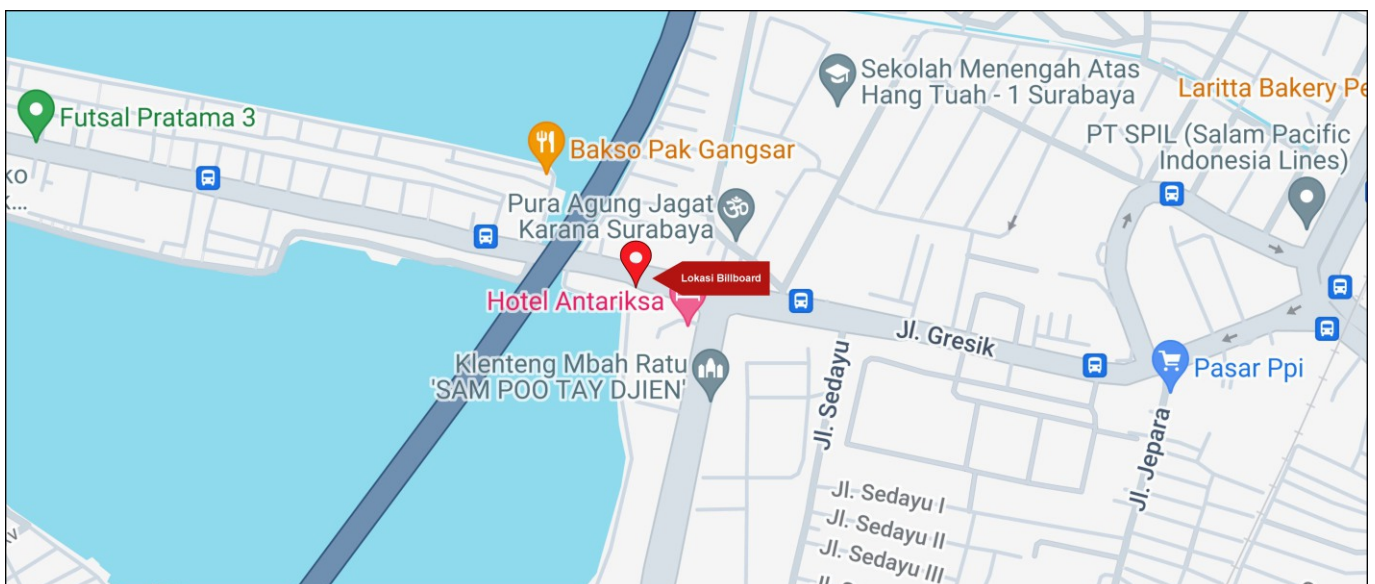 Sekolah Menengah Atas
Hang Tuah - 1 Surabaya
Laritta Bakery Pe
Futsal Pratama 3
PT SPIL (Salam Pacific
Indonesia Lines)
Bakso Pak Gangsar
ko
k...
Pura Agung Jagat
Karana Surabaya
Lokasi Billboard
Hotel Antariksa
Jl. Gresik
Klenteng Mbah Ratu
'SAM POO TAY DJIEN'
Pasar Ppi
Jl. Sedayu
Jl. Jepara
Jl. Sedayu I
Jl. Sedayu II
Jl. Sedayu III